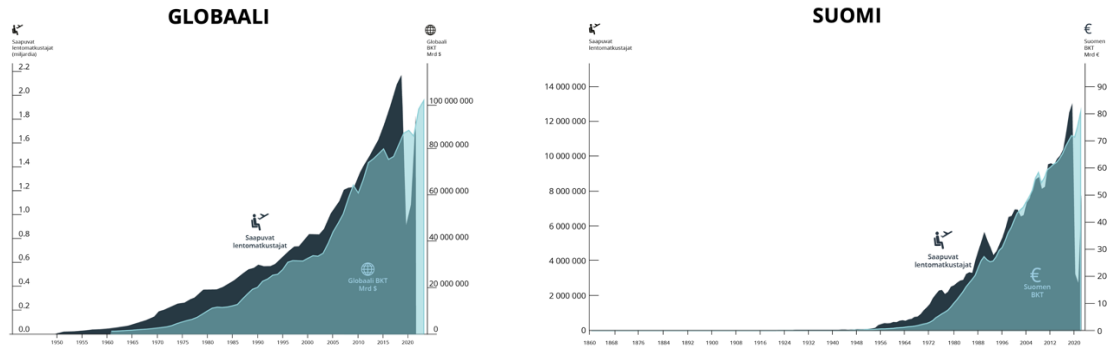 GLOBAALI
Saapuvat
lentomatkustajat
(miljardia)
Globaali
BKT
Mrd $
2.2
2.0
1.8
1.6
1.4
1.2
1.0
0.8
0.6
0.4
0.2
0.0
100 000 000
80 000 000
60 000 000
40 000 000
20 000 000
0
Saapuvat
lentomatkustajat
Globaali BKT
Mrd $
1950 1955 1960 1965 1970 1975 1980 1985 1990 1995 2000 2005 2010 2015 2020
SUOMI
Saapuvat
lentomatkustajat
€
Suomen
BKT
Mrd €
14 000 000
12 000 000
10 000 000
8 000 000
6 000 000
4 000 000
2 000 000
0
90
80
70
60
50
40
30
20
10
0
Saapuvat
lentomatkustajat
€
Suomen
BKT
1860 1868 1876 1884 1892 1900 1908 1916 1924 1932 1940 1948 1956 1964 1972 1980 1988 1996 2004 2012 2020